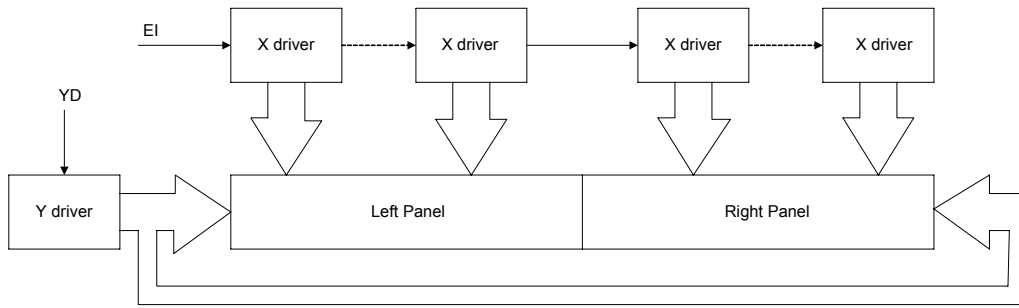 EI
X driver
X driver
X driver
X driver
YD
Y driver
Left Panel
Right Panel